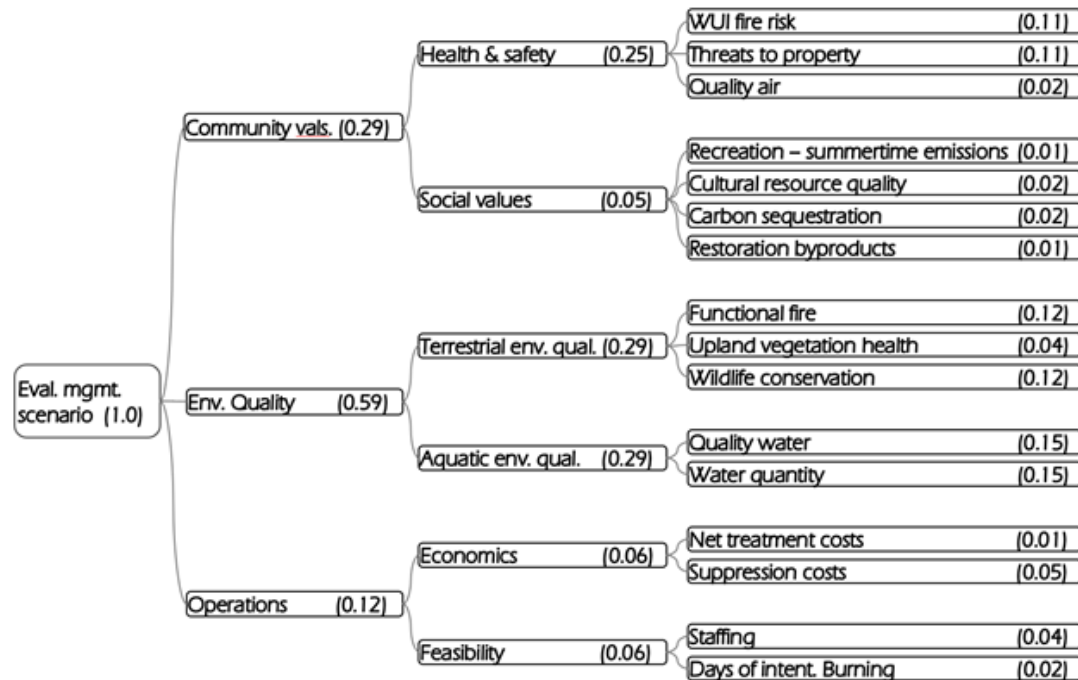 Eval. mgmt.
scenario (1.0)
Community vals. (0.29)
Health & safety (0.25)
WUI fire risk (0.11)
Threats to property (0.11)
Quality air (0.02)
Social values (0.05)
Recreation – summertime emissions (0.01)
Cultural resource quality (0.02)
Carbon sequestration (0.02)
Restoration byproducts (0.01)
Env. Quality (0.59)
Terrestrial env. qual. (0.29)
Functional fire (0.12)
Upland vegetation health (0.04)
Wildlife conservation (0.12)
Aquatic env. qual. (0.29)
Quality water (0.15)
Water quantity (0.15)
Operations (0.12)
Economics (0.06)
Net treatment costs (0.01)
Suppression costs (0.05)
Feasibility (0.06)
Staffing (0.04)
Days of intent. Burning (0.02)